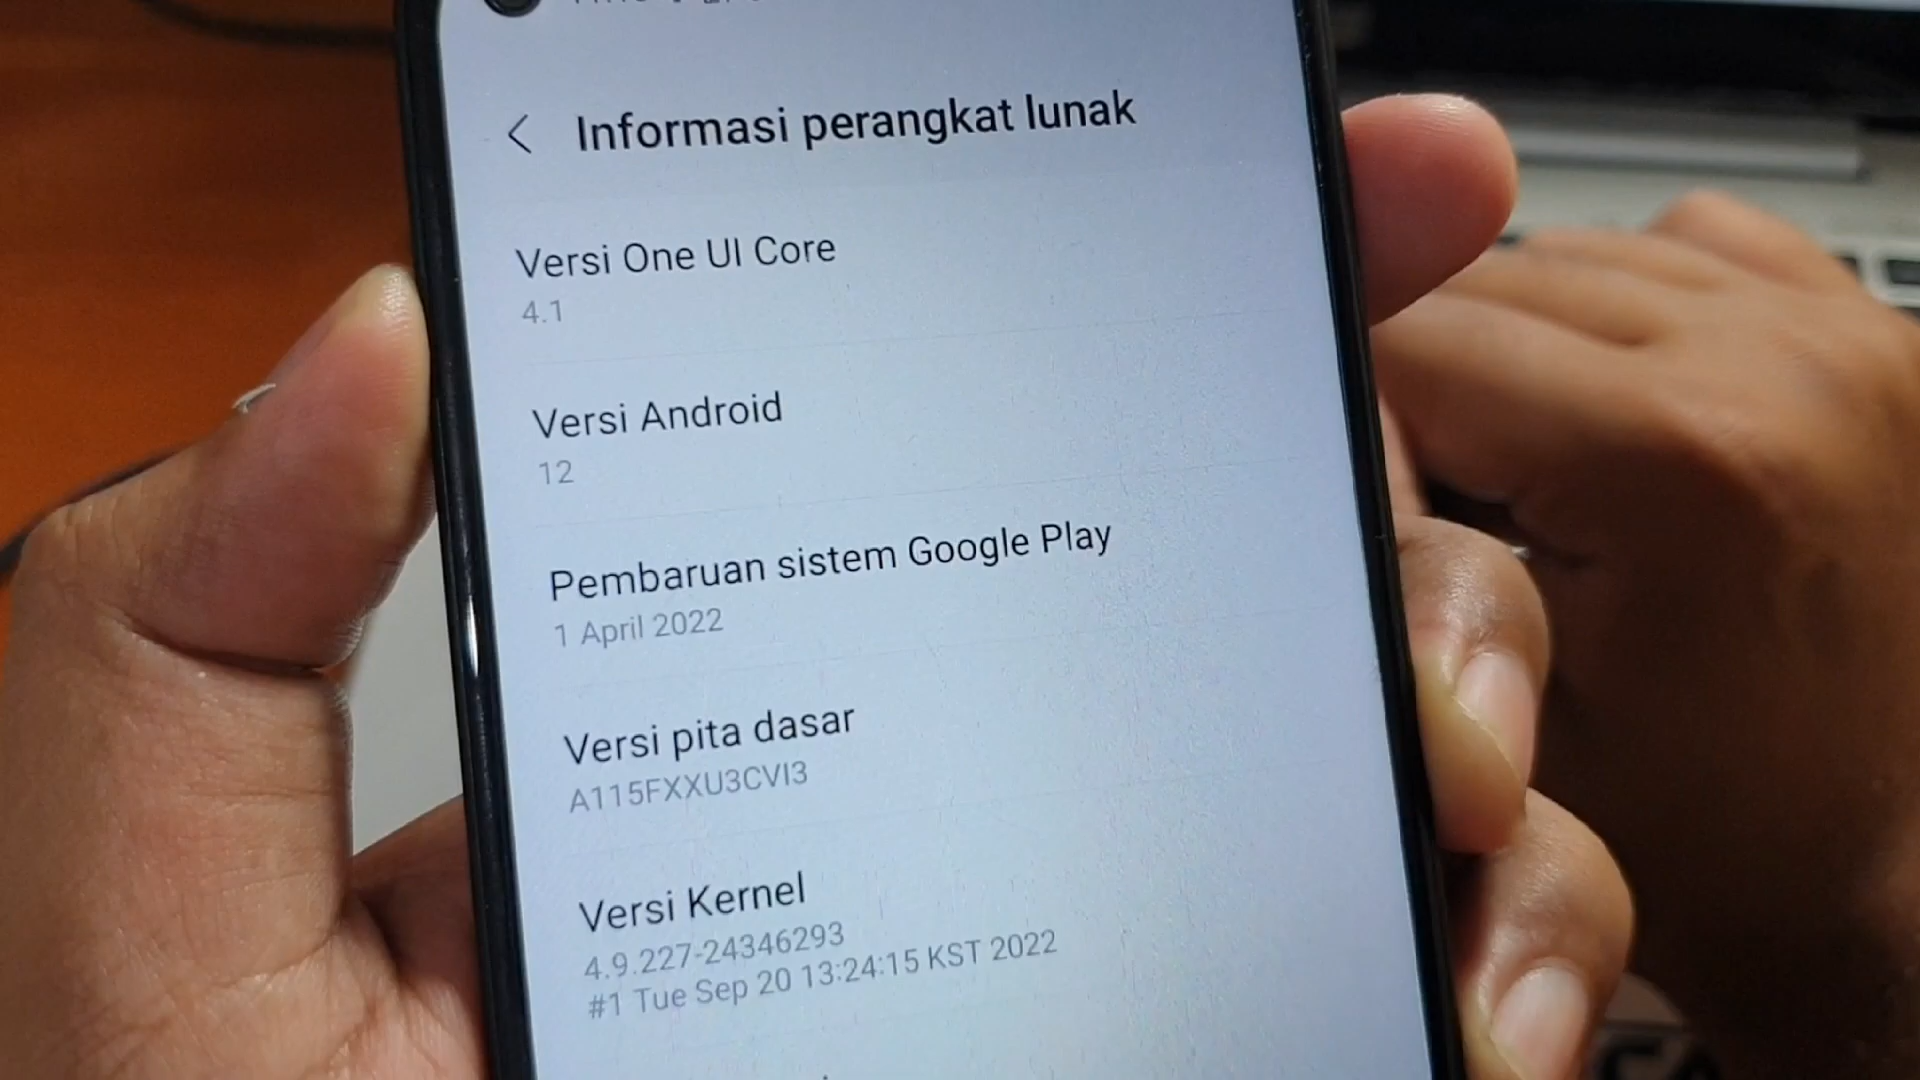 Informasi perangkat lunak
Versi One UI Core
4.1
Versi Android
12
Pembaruan sistem Google Play
1 April 2022
Versi pita dasar
A115FXXU3CVI3
Versi Kernel
4.9.227-24346293
#1 Tue Sep 20 13:24:15 KST 2022